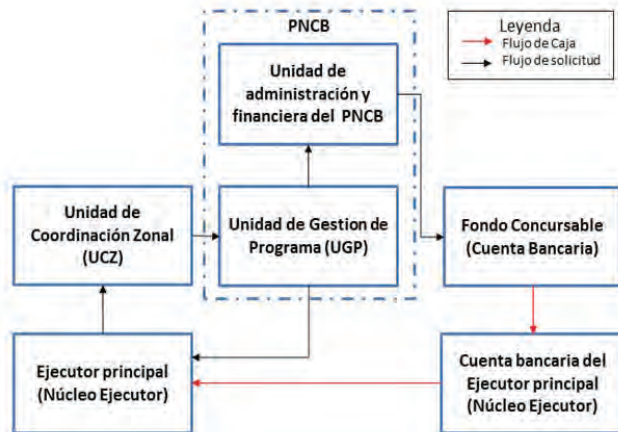 PNCB
Leyenda
Flujo de Caja
Flujo de solicitud
Unidad de
administración y
financiera del PNCB
Unidad de
Coordinación Zonal
(UCZ)
Unidad de Gestion de
Programa (UGP)
Fondo Concursable
(Cuenta Bancaria)
Ejecutor principal
(Núcleo Ejecutor)
Cuenta bancaria del
Ejecutor principal
(Núcleo Ejecutor)